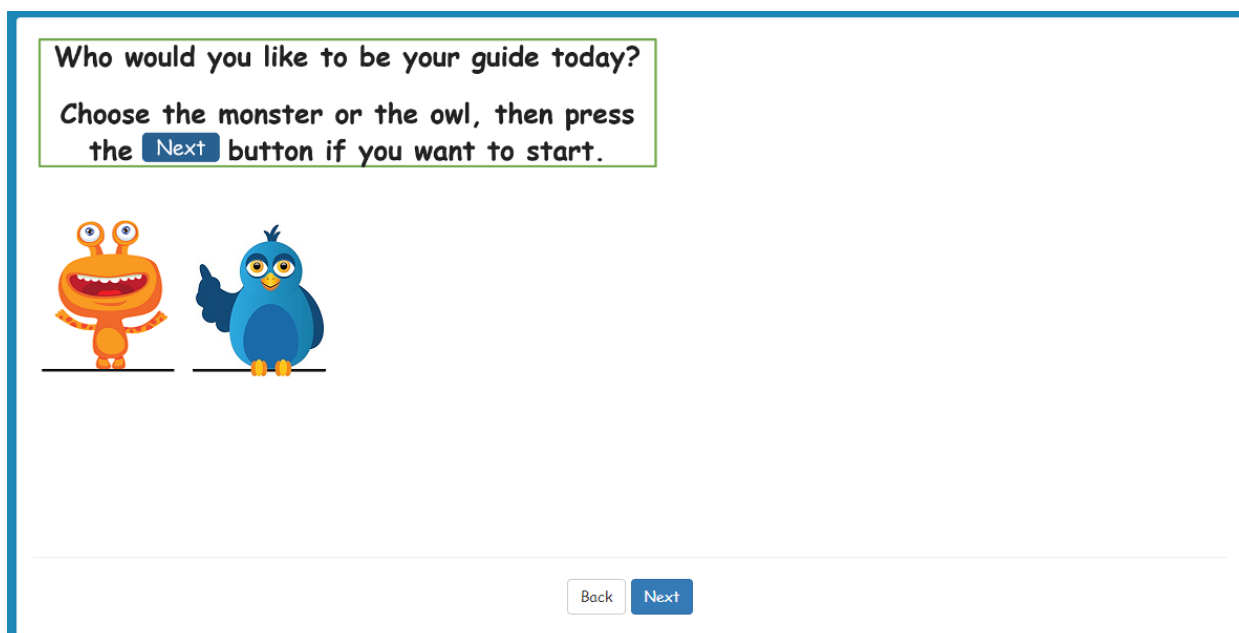 Who would you like to be your guide today?
Choose the monster or the owl, then press
the Next button if you want to start.
Back Next